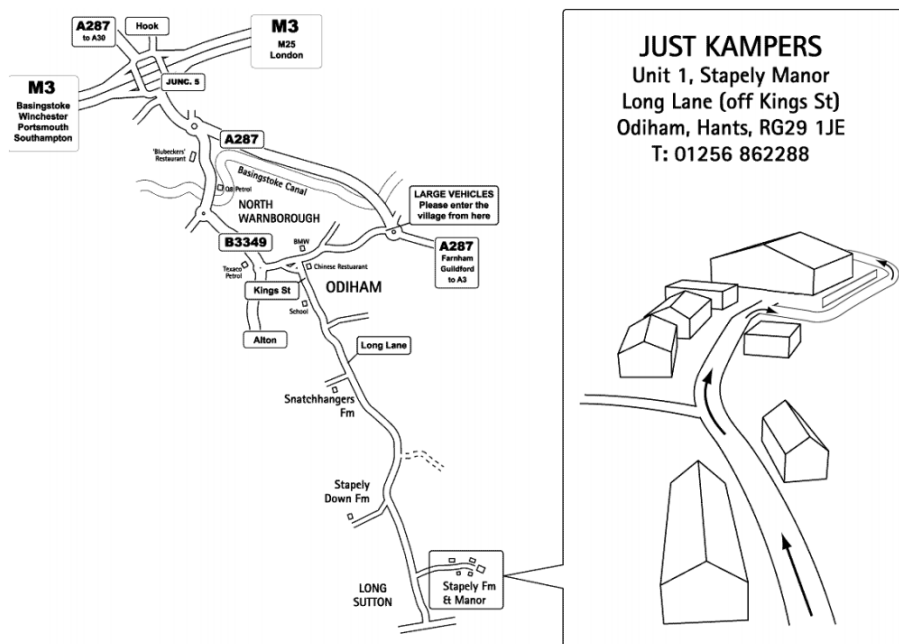 A287
to A30
Hook
M3
M25
London
JUNC. 5
M3
Basingstoke
Winchester
Portsmouth
Southampton
A287
'Blubeckers'
Restaurant
Basingstoke Canal
Q8 Petrol
NORTH
WARNBOROUGH
LARGE VEHICLES
Please enter the
village from here
B3349
BMW
A287
Farnham
Guildford
to A3
Texaco
Petrol
Chinese Restuarant
Kings St
ODIHAM
School
Alton
Long Lane
Snatchhangers
Fm
Stapely
Down Fm
LONG
SUTTON
Stapely Fm
& Manor
JUST KAMPERS
Unit 1, Stapely Manor
Long Lane (off Kings St)
Odiham, Hants, RG29 1JE
T: 01256 862288